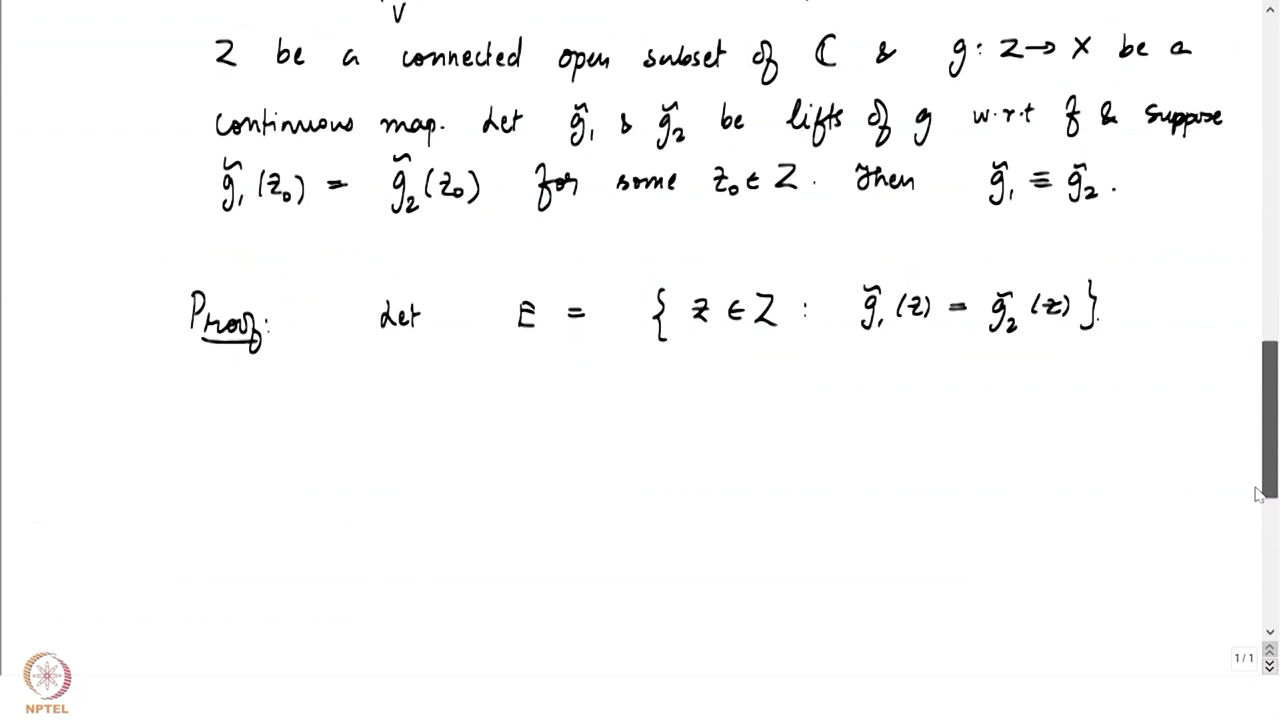 V
Z be a connected open subset of ℂ & g : Z → X be a
continuous map. Let g̃₁ & g̃₂ be lifts of g w.r.t f & suppose
g̃₁(z₀) = g̃₂(z₀) for some z₀ ∈ Z. Then g̃₁ ≡ g̃₂.
Proof: Let E = { z ∈ Z : g̃₁(z) = g̃₂(z) }.
1 / 1
NPTEL